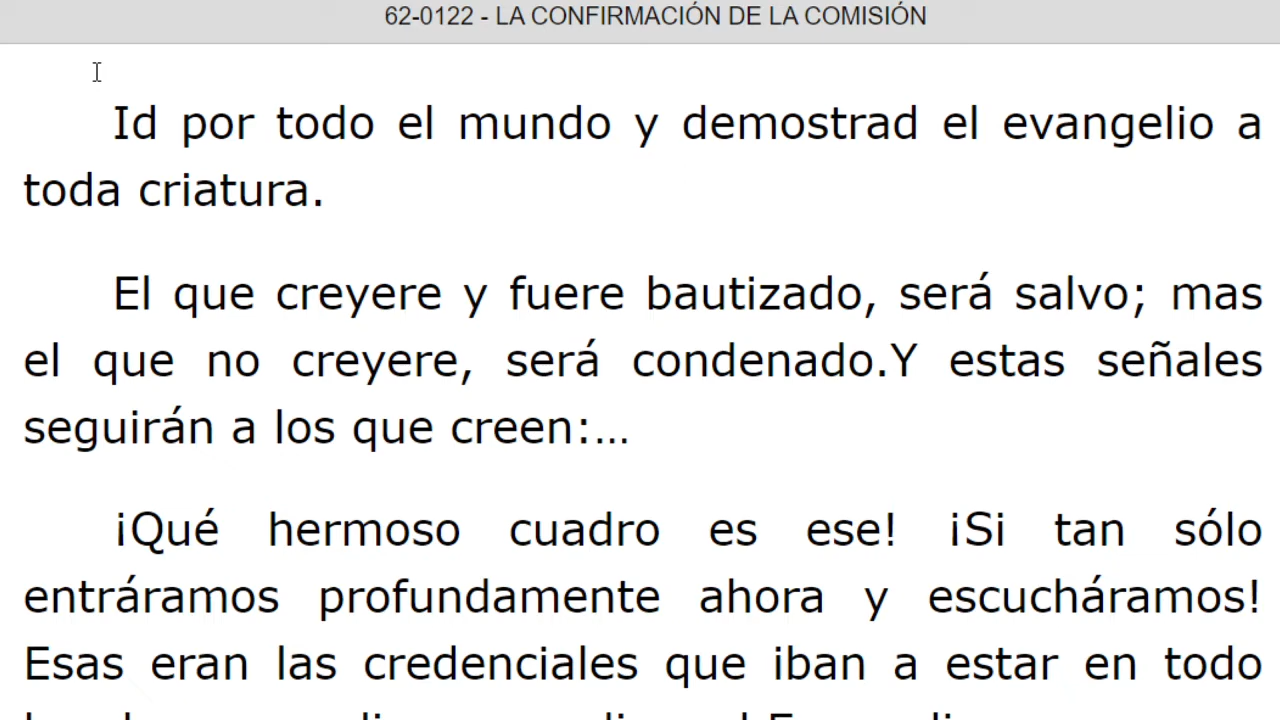 62-0122 - LA CONFIRMACIÓN DE LA COMISIÓN
Id por todo el mundo y demostrad el evangelio a
toda criatura.
El que creyere y fuere bautizado, será salvo; mas
el que no creyere, será condenado.Y estas señales
seguirán a los que creen:...
¡Qué hermoso cuadro es ese! ¡Si tan sólo
entráramos profundamente ahora y escucháramos!
Esas eran las credenciales que iban a estar en todo